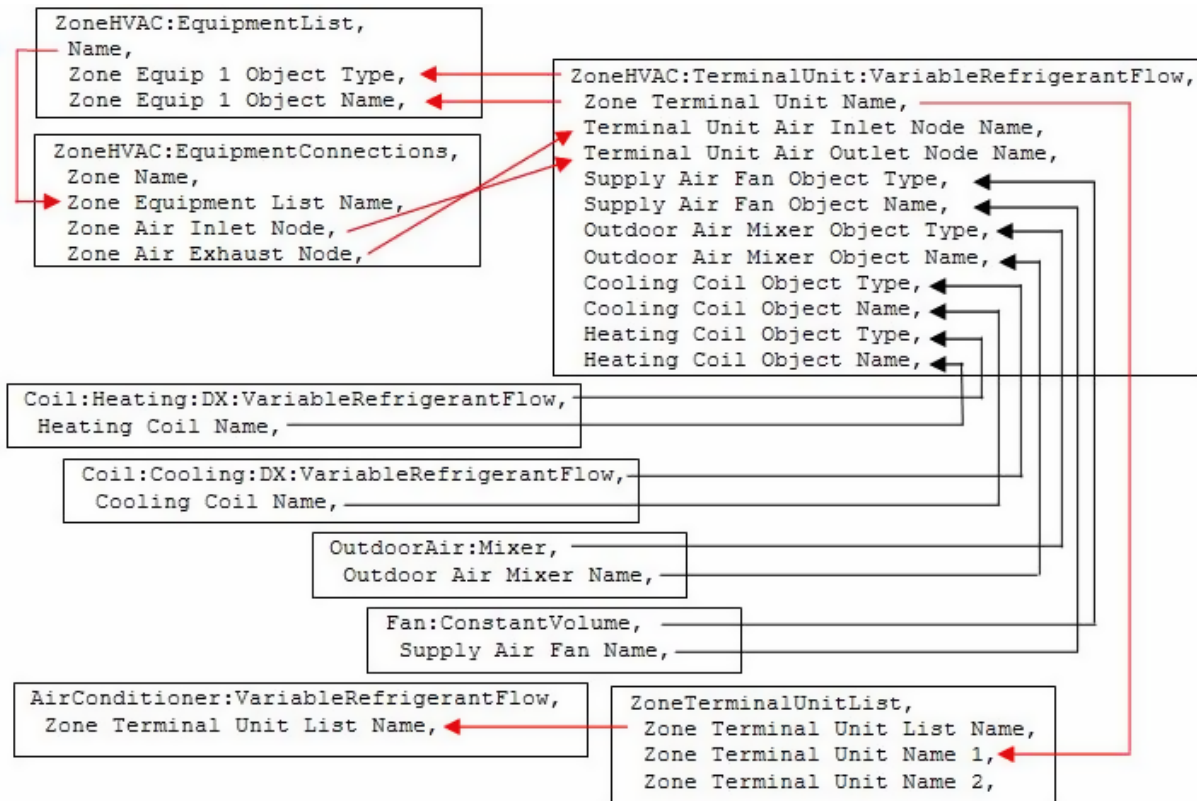 ZoneHVAC:EquipmentList,
Name,
Zone Equip 1 Object Type,
Zone Equip 1 Object Name,
ZoneHVAC:EquipmentConnections,
Zone Name,
Zone Equipment List Name,
Zone Air Inlet Node,
Zone Air Exhaust Node,
ZoneHVAC:TerminalUnit:VariableRefrigerantFlow,
Zone Terminal Unit Name,
Terminal Unit Air Inlet Node Name,
Terminal Unit Air Outlet Node Name,
Supply Air Fan Object Type,
Supply Air Fan Object Name,
Outdoor Air Mixer Object Type,
Outdoor Air Mixer Object Name,
Cooling Coil Object Type,
Cooling Coil Object Name,
Heating Coil Object Type,
Heating Coil Object Name,
Coil:Heating:DX:VariableRefrigerantFlow,
Heating Coil Name,
Coil:Cooling:DX:VariableRefrigerantFlow,
Cooling Coil Name,
OutdoorAir:Mixer,
Outdoor Air Mixer Name,
Fan:ConstantVolume,
Supply Air Fan Name,
AirConditioner:VariableRefrigerantFlow,
Zone Terminal Unit List Name,
ZoneTerminalUnitList,
Zone Terminal Unit List Name,
Zone Terminal Unit Name 1,
Zone Terminal Unit Name 2,